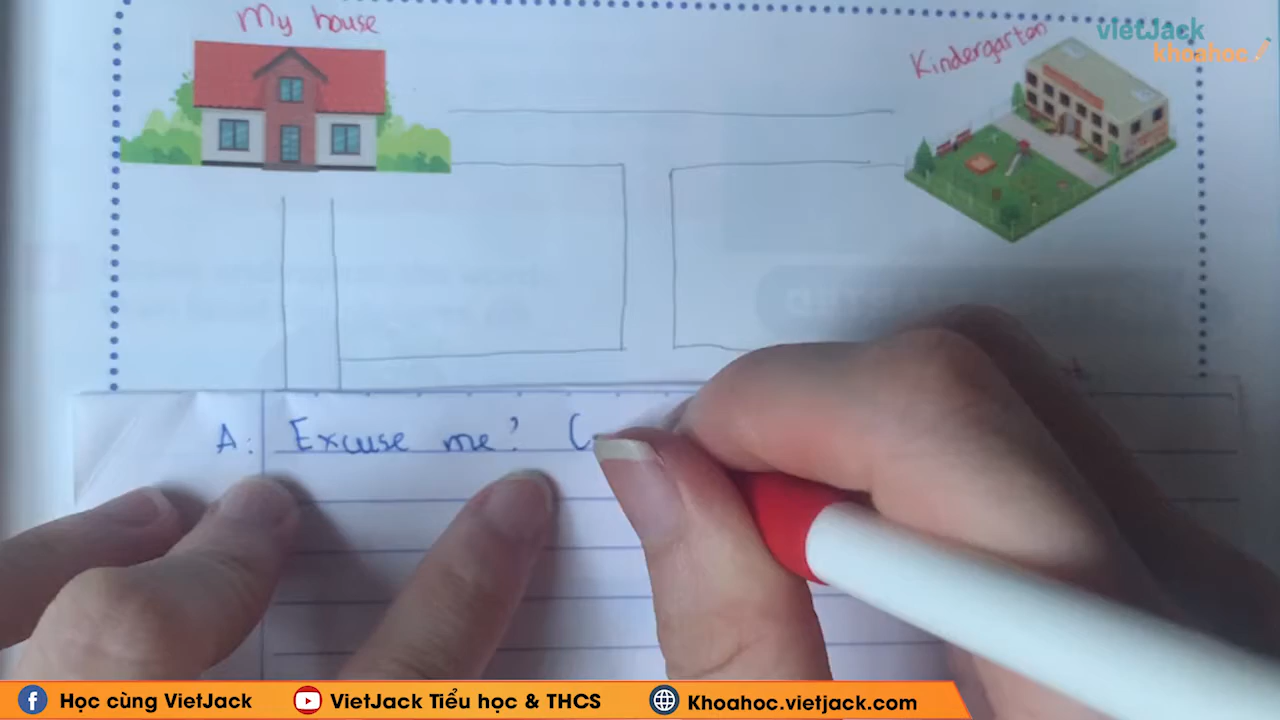 My house
Kindergarten
vietJack
khoahoc
A: Excuse me! C
Học cùng VietJack
VietJack Tiểu học & THCS
Khoahoc.vietjack.com